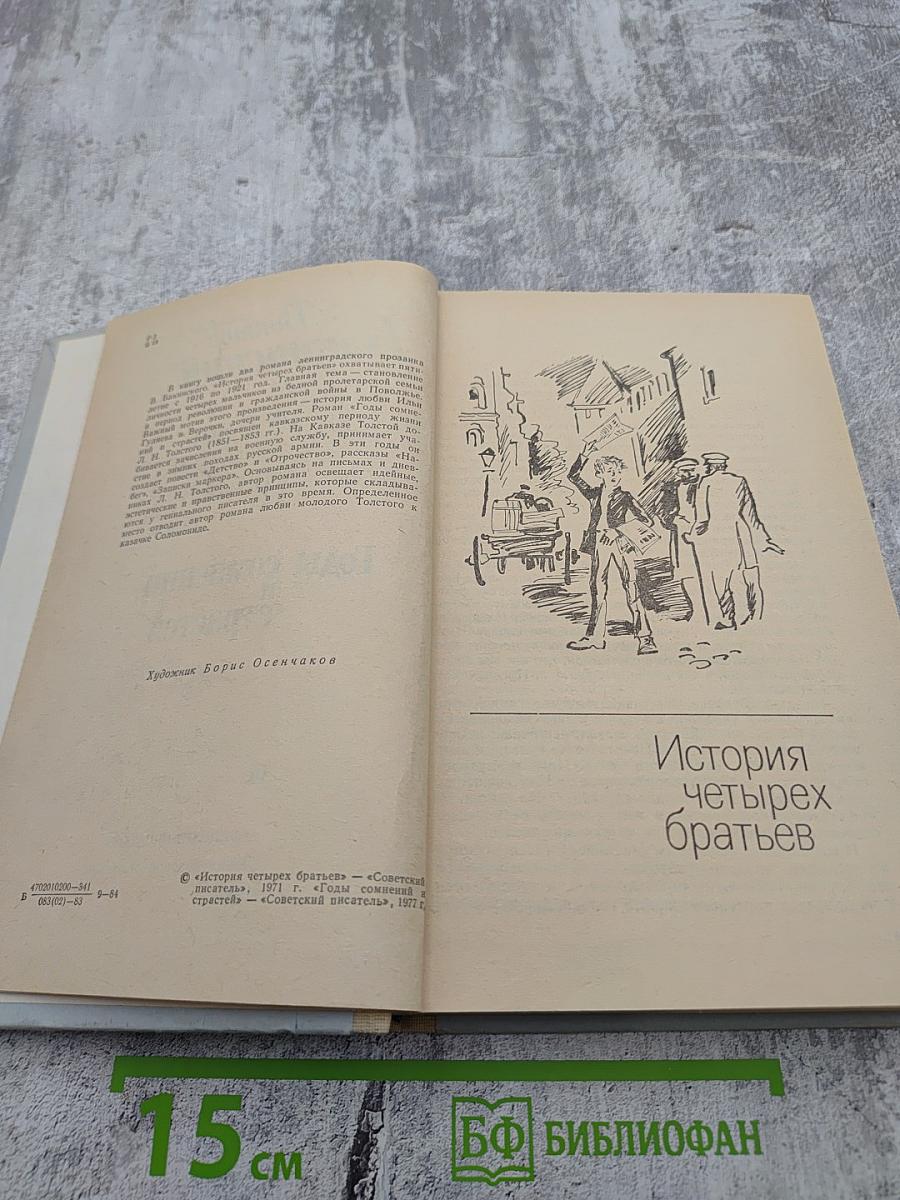 В книгу вошли два романа ленинградского прозаика
В. Бакинского. «История четырех братьев» охватывает пяти-
летие с 1916 по 1921 год. Главная тема — становление
личности четырех мальчиков из бедной пролетарской семьи
в период революции и гражданской войны в Поволжье.
Важный мотив этого произведения — история любви Ильи
Гуляева и Верочки, дочери учителя. Роман «Годы сомне-
ний и страстей» посвящен кавказскому периоду жизни
Л. Н. Толстого (1851—1853 гг.). На Кавказе Толстой до-
бивается зачисления на военную службу, принимает уча-
стие в зимних походах русской армии. В эти годы он
создает повести «Детство» и «Отрочество», рассказы «На-
бег», «Записки маркера». Основываясь на письмах и днев-
никах Л. Н. Толстого, автор романа освещает идейные,
эстетические и нравственные принципы, которые складыва-
ются у гениального писателя в это время. Определенное
место отводит автор романа любви молодого Толстого к
казачке Соломониде.
Художник Борис Осенчаков
Б 4702010200—341 9—84
083(02)—83
© «История четырех братьев» — «Советский
писатель», 1971 г. «Годы сомнений и
страстей» — «Советский писатель», 1977 г.
История
четырех
братьев
15 см
БФ БИБЛИОФАН